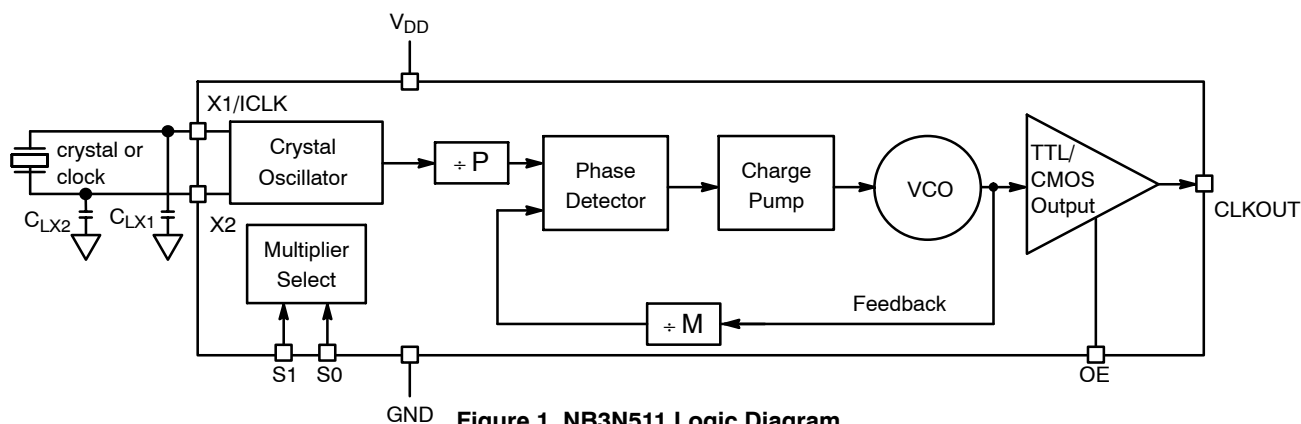 VDD
X1/ICLK
crystal or
clock
CLX2
CLX1
X2
Crystal
Oscillator
÷ P
Phase
Detector
Charge
Pump
VCO
TTL/
CMOS
Output
CLKOUT
Multiplier
Select
Feedback
÷ M
S1
S0
OE
GND
Figure 1. NB3N511 Logic Diagram